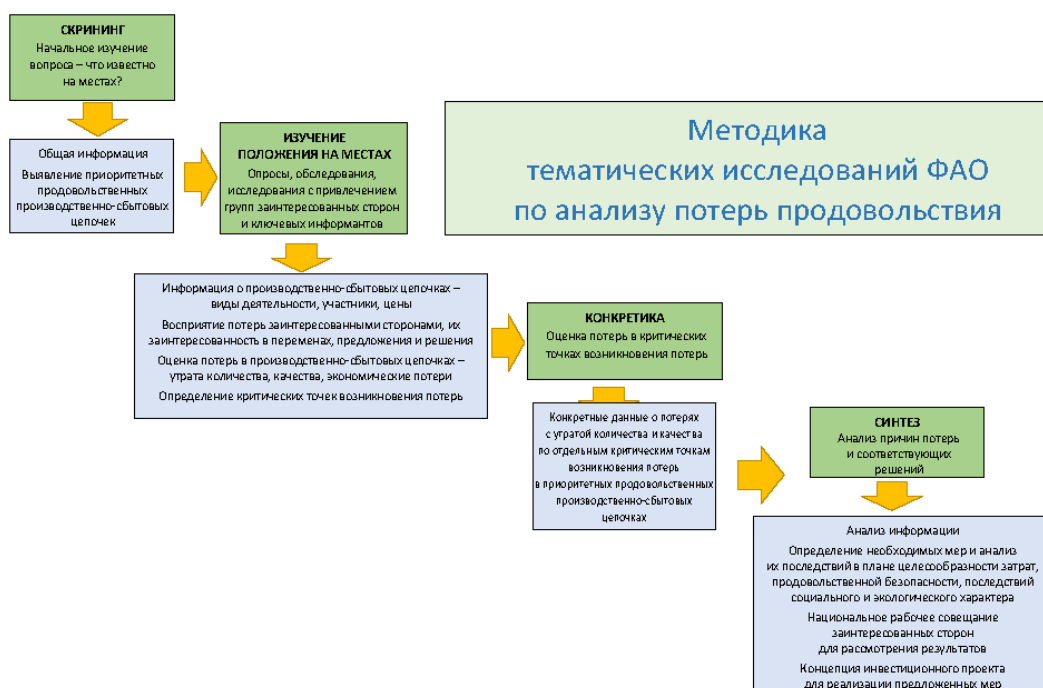 СКРИНИНГ
Начальное изучение
вопроса – что известно
на местах?
Общая информация
Выявление приоритетных
продовольственных
производственно-сбытовых
цепочек
ИЗУЧЕНИЕ
ПОЛОЖЕНИЯ НА МЕСТАХ
Опросы, обследования,
исследования с привлечением
групп заинтересованных сторон
и ключевых информантов
Методика
тематических исследований ФАО
по анализу потерь продовольствия
Информация о производственно-сбытовых цепочках –
виды деятельности, участники, цены
Восприятие потерь заинтересованными сторонами, их
заинтересованность в переменах, предложения и решения
Оценка потерь в производственно-сбытовых цепочках –
утрата количества, качества, экономические потери
Определение критических точек возникновения потерь
КОНКРЕТИКА
Оценка потерь в критических
точках возникновения потерь
Конкретные данные о потерях
с утратой количества и качества
по отдельным критическим точкам
возникновения потерь
в приоритетных продовольственных
производственно-сбытовых
цепочках
СИНТЕЗ
Анализ причин потерь
и соответствующих
решений
Анализ информации
Определение необходимых мер и анализ
их последствий в плане целесообразности затрат,
продовольственной безопасности, последствий
социального и экологического характера
Национальное рабочее совещание
заинтересованных сторон
для рассмотрения результатов
Концепция инвестиционного проекта
для реализации предложенных мер